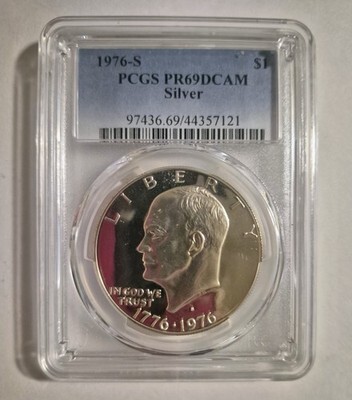 1976-S $1
PCGS PR69DCAM
Silver
97436.69/44357121
LIBERTY
IN GOD WE
TRUST
1776·1976